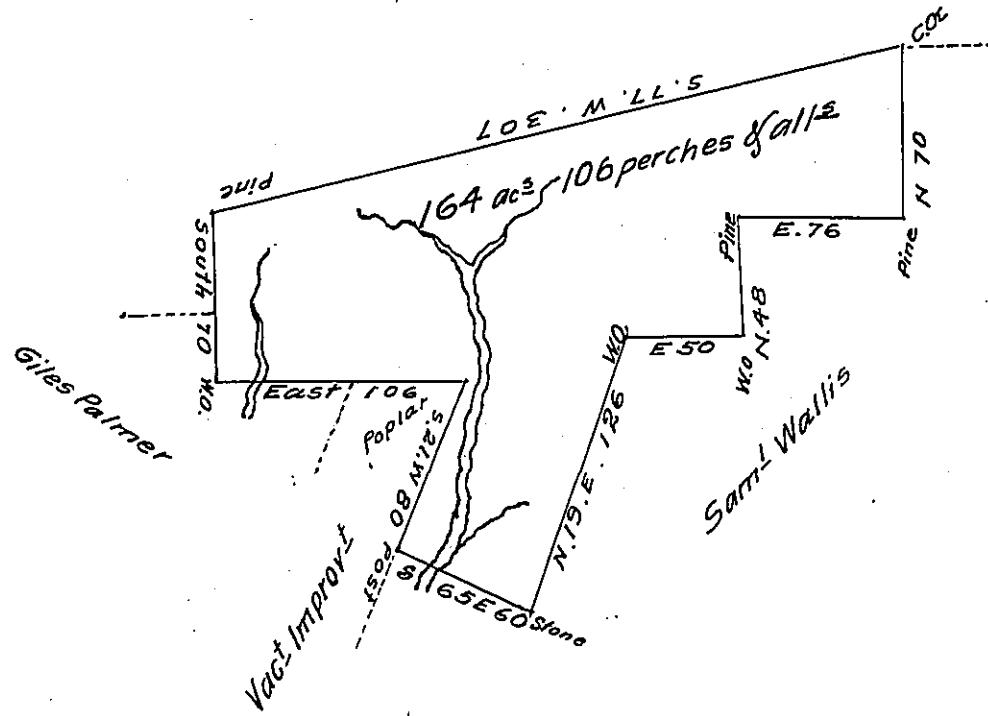 C.O.
S. 77. W. 307
Pine
164 ac.s 106 perches & all.s
N 70
Pine
E. 76
Pine
South 70
W.O.
Giles Palmer
East 106
Poplar
S. 21. W 80
Post
Vac.t Improv.t
S 65 E 60
Stone
N. 19. E. 126
W.O
E 50
W.O
N. 48
Sam.l Wallis